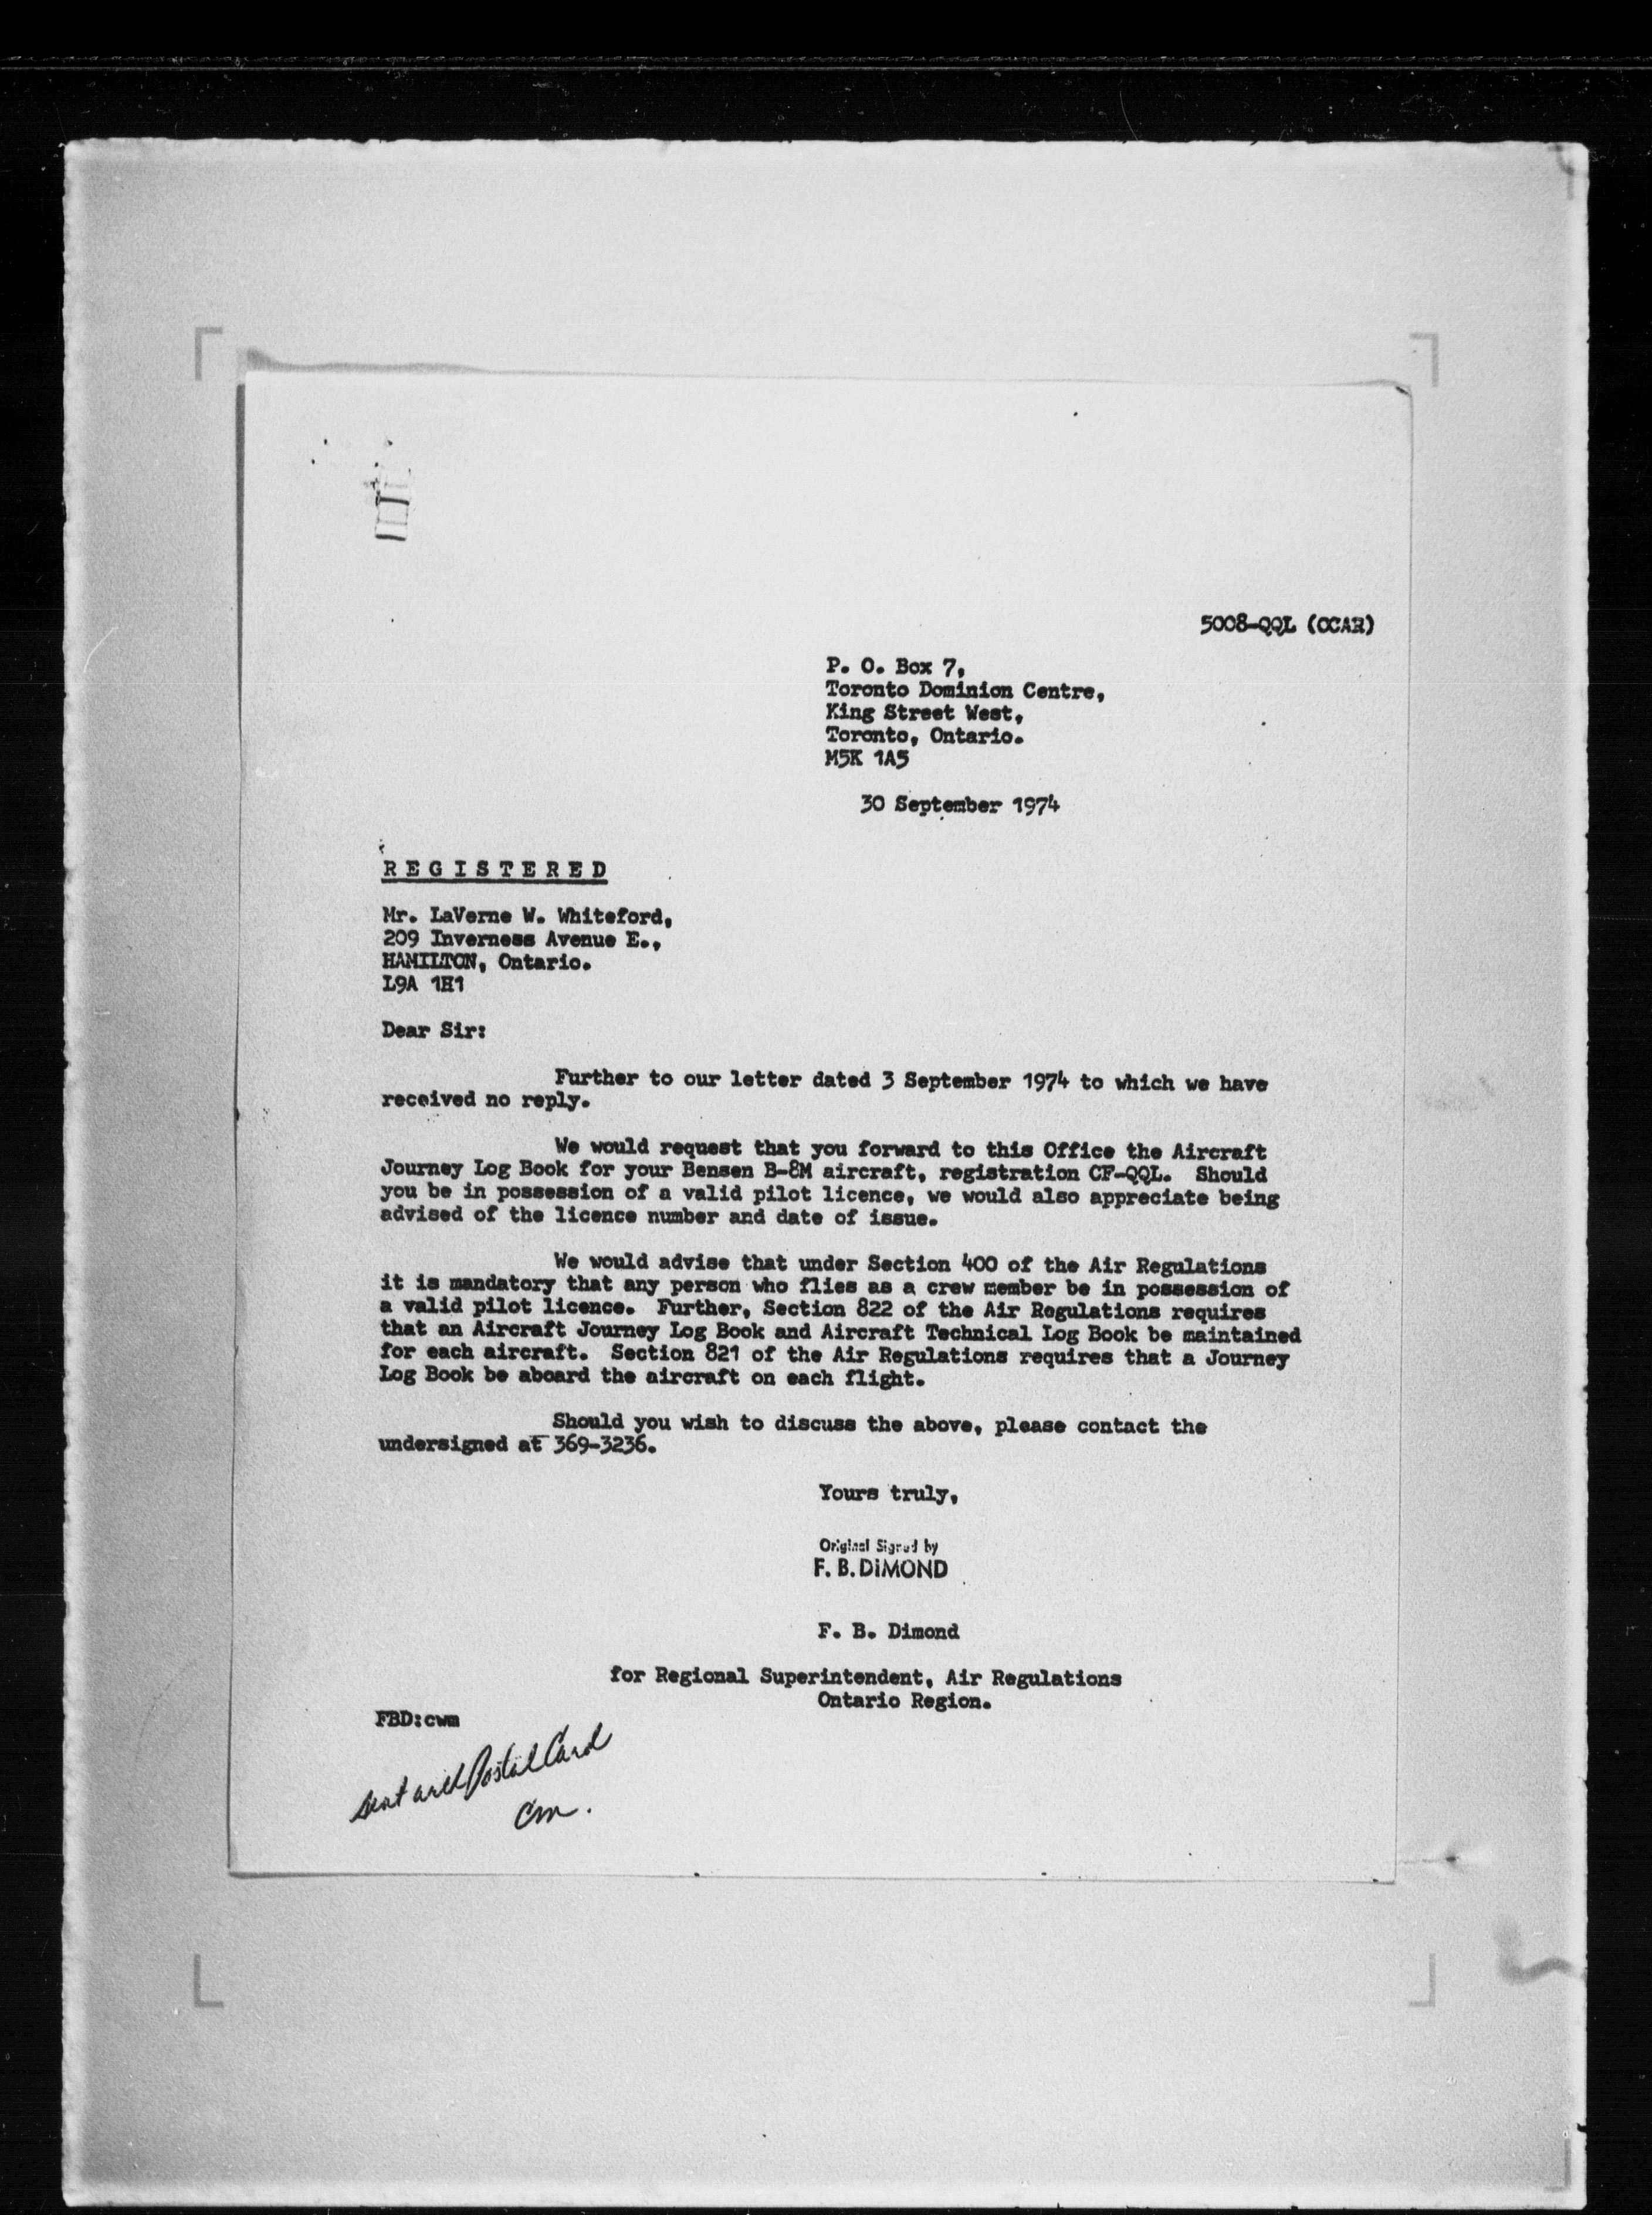 5008-QQL (OCAR)
P. O. Box 7,
Toronto Dominion Centre,
King Street West,
Toronto, Ontario.
M5K 1A5
30 September 1974
REGISTERED
Mr. LaVerne W. Whiteford,
209 Inverness Avenue E.,
HAMILTON, Ontario.
L9A 1H1
Dear Sir:
Further to our letter dated 3 September 1974 to which we have
received no reply.
We would request that you forward to this Office the Aircraft
Journey Log Book for your Bensen B-8M aircraft, registration CF-QQL. Should
you be in possession of a valid pilot licence, we would also appreciate being
advised of the licence number and date of issue.
We would advise that under Section 400 of the Air Regulations
it is mandatory that any person who flies as a crew member be in possession of
a valid pilot licence. Further, Section 822 of the Air Regulations requires
that an Aircraft Journey Log Book and Aircraft Technical Log Book be maintained
for each aircraft. Section 821 of the Air Regulations requires that a Journey
Log Book be aboard the aircraft on each flight.
Should you wish to discuss the above, please contact the
undersigned at 369-3236.
Yours truly,
Original Signed by
F. B. DIMOND
F. B. Dimond
for Regional Superintendent, Air Regulations
Ontario Region.
FBD:cwm
Sent Postal Card
cm.